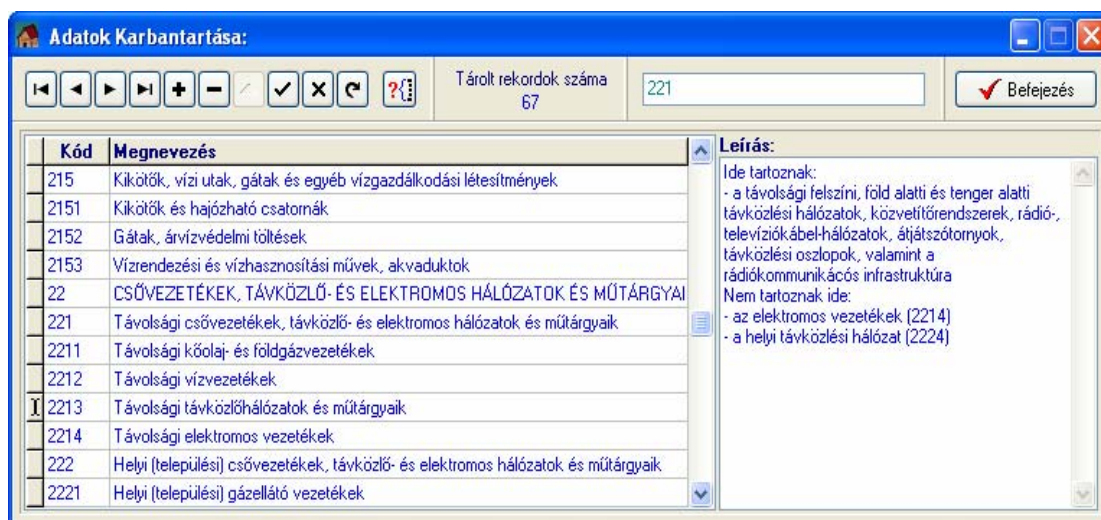 Adatok Karbantartása:
Tárolt rekordok száma
67
221
Befejezés
Kód Megnevezés
215 Kikötők, vízi utak, gátak és egyéb vízgazdálkodási létesítmények
2151 Kikötők és hajózható csatornák
2152 Gátak, árvízvédelmi töltések
2153 Vízrendezési és vízhasznosítási művek, akvaduktok
22 CSŐVEZETÉKEK, TÁVKÖZLŐ- ÉS ELEKTROMOS HÁLÓZATOK ÉS MŰTÁRGYAI
221 Távolsági csővezetékek, távközlő- és elektromos hálózatok és műtárgyaik
2211 Távolsági kőolaj- és földgázvezetékek
2212 Távolsági vízvezetékek
2213 Távolsági távközlőhálózatok és műtárgyaik
2214 Távolsági elektromos vezetékek
222 Helyi (települési) csővezetékek, távközlő- és elektromos hálózatok és műtárgyaik
2221 Helyi (települési) gázellátó vezetékek
Leírás:
Ide tartoznak:
- a távolsági felszíni, föld alatti és tenger alatti
távközlési hálózatok, közvetítőrendszerek, rádió-,
televíziókábel-hálózatok, átjátszótornyok,
távközlési oszlopok, valamint a
rádiókommunikácós infrastruktúra
Nem tartoznak ide:
- az elektromos vezetékek (2214)
- a helyi távközlési hálózat (2224)